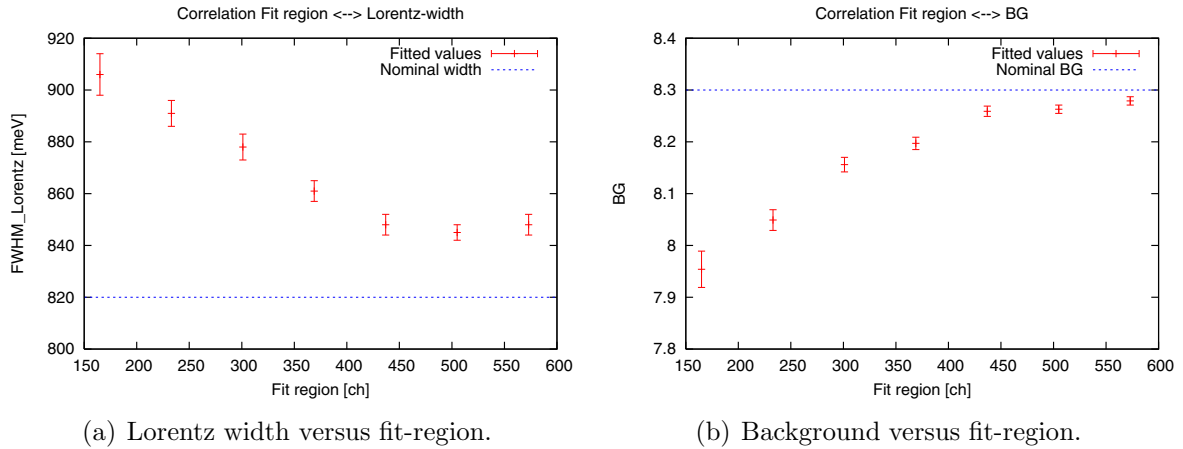 Correlation Fit region <--> Lorentz-width
920
900
880
860
840
820
800
FWHM_Lorentz [meV]
Fitted values
Nominal width
150 200 250 300 350 400 450 500 550 600
Fit region [ch]
(a) Lorentz width versus fit-region.
Correlation Fit region <--> BG
8.4
8.3
8.2
8.1
8
7.9
7.8
BG
Fitted values
Nominal BG
150 200 250 300 350 400 450 500 550 600
Fit region [ch]
(b) Background versus fit-region.